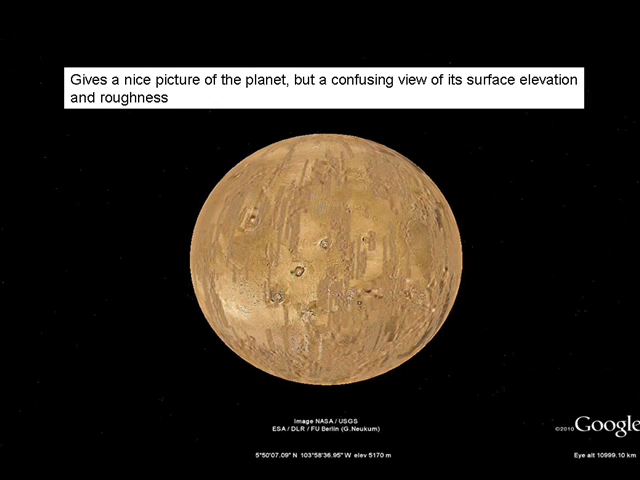 Gives a nice picture of the planet, but a confusing view of its surface elevation
and roughness
Image NASA / USGS
ESA / DLR / FU Berlin (G.Neukum)
©2010 Google
5°50'07.09" N 103°58'36.95" W elev 5170 m
Eye alt 10999.10 km